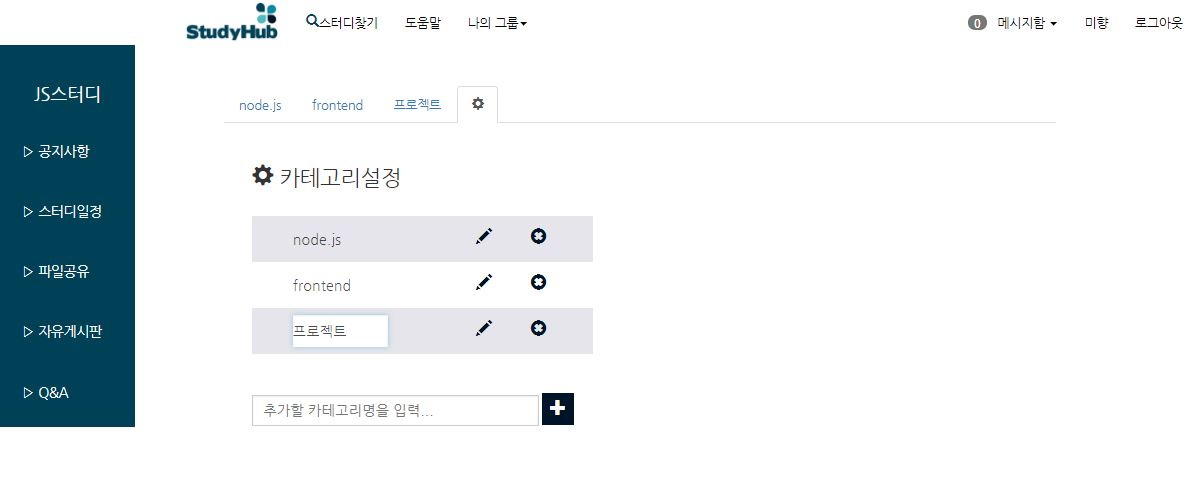 StudyHub
스터디찾기 도움말 나의 그룹
0 메시지함 미향 로그아웃
JS스터디
▷ 공지사항
▷ 스터디일정
▷ 파일공유
▷ 자유게시판
▷ Q&A
node.js frontend 프로젝트
카테고리설정
node.js
frontend
프로젝트
추가할 카테고리명을 입력...